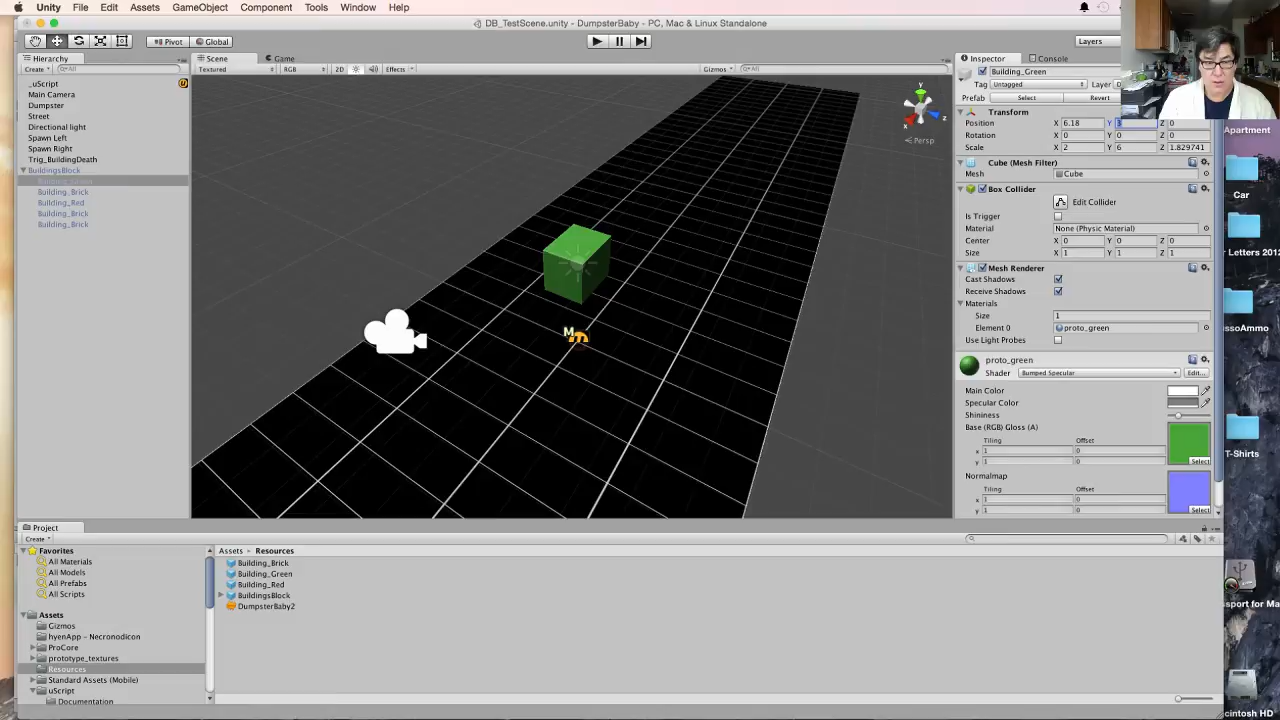 Unity File Edit Assets GameObject Component Tools Window Help
DB_TestScene.unity - DumpsterBaby - PC, Mac & Linux Standalone
Pivot Global Layers
Hierarchy
Create All
_uScript
Main Camera
Dumpster
Street
Directional light
Spawn Left
Spawn Right
Trig_BuildingDeath
BuildingsBlock
Building_Brick
Building_Red
Building_Brick
Building_Brick
Scene Game
Textured RGB 2D Effects Gizmos All
y
x z
Persp
M
Inspector Console
Building_Green
Tag Untagged Layer
Prefab Select Revert
Transform
Position X 6.18 Y 3 Z 0
Rotation X 0 Y 0 Z 0
Scale X 2 Y 6 Z 1.829741
Cube (Mesh Filter)
Mesh Cube
Box Collider
Edit Collider
Is Trigger
Material None (Physic Material)
Center X 0 Y 0 Z 0
Size X 1 Y 1 Z 1
Mesh Renderer
Cast Shadows
Receive Shadows
Materials
Size 1
Element 0 proto_green
Use Light Probes
proto_green
Shader Bumped Specular Edit...
Main Color
Specular Color
Shininess
Base (RGB) Gloss (A)
Tiling Offset
x 1 0
y 1 0
Select
Normalmap
Tiling Offset
x 1 0
y 1 0
Select
Project
Create
Favorites
All Materials
All Models
All Prefabs
All Scripts
Assets
Gizmos
hyenApp - Necronodicon
ProCore
prototype_textures
Resources
Standard Assets (Mobile)
uScript
Documentation
Assets Resources
Building_Brick
Building_Green
Building_Red
BuildingsBlock
DumpsterBaby2
Apartment
Car
r Letters 2012
ussoAmmo
T-Shirts
ssport for Ma
cintosh HD